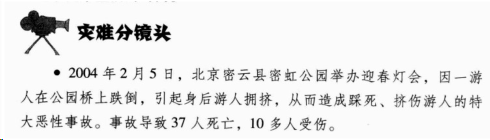 灾难分镜头
● 2004 年 2 月 5 日，北京密云县密虹公园举办迎春灯会，因一游
人在公园桥上跌倒，引起身后游人拥挤，从而造成踩死、挤伤游人的特
大恶性事故。事故导致 37 人死亡，10 多人受伤。